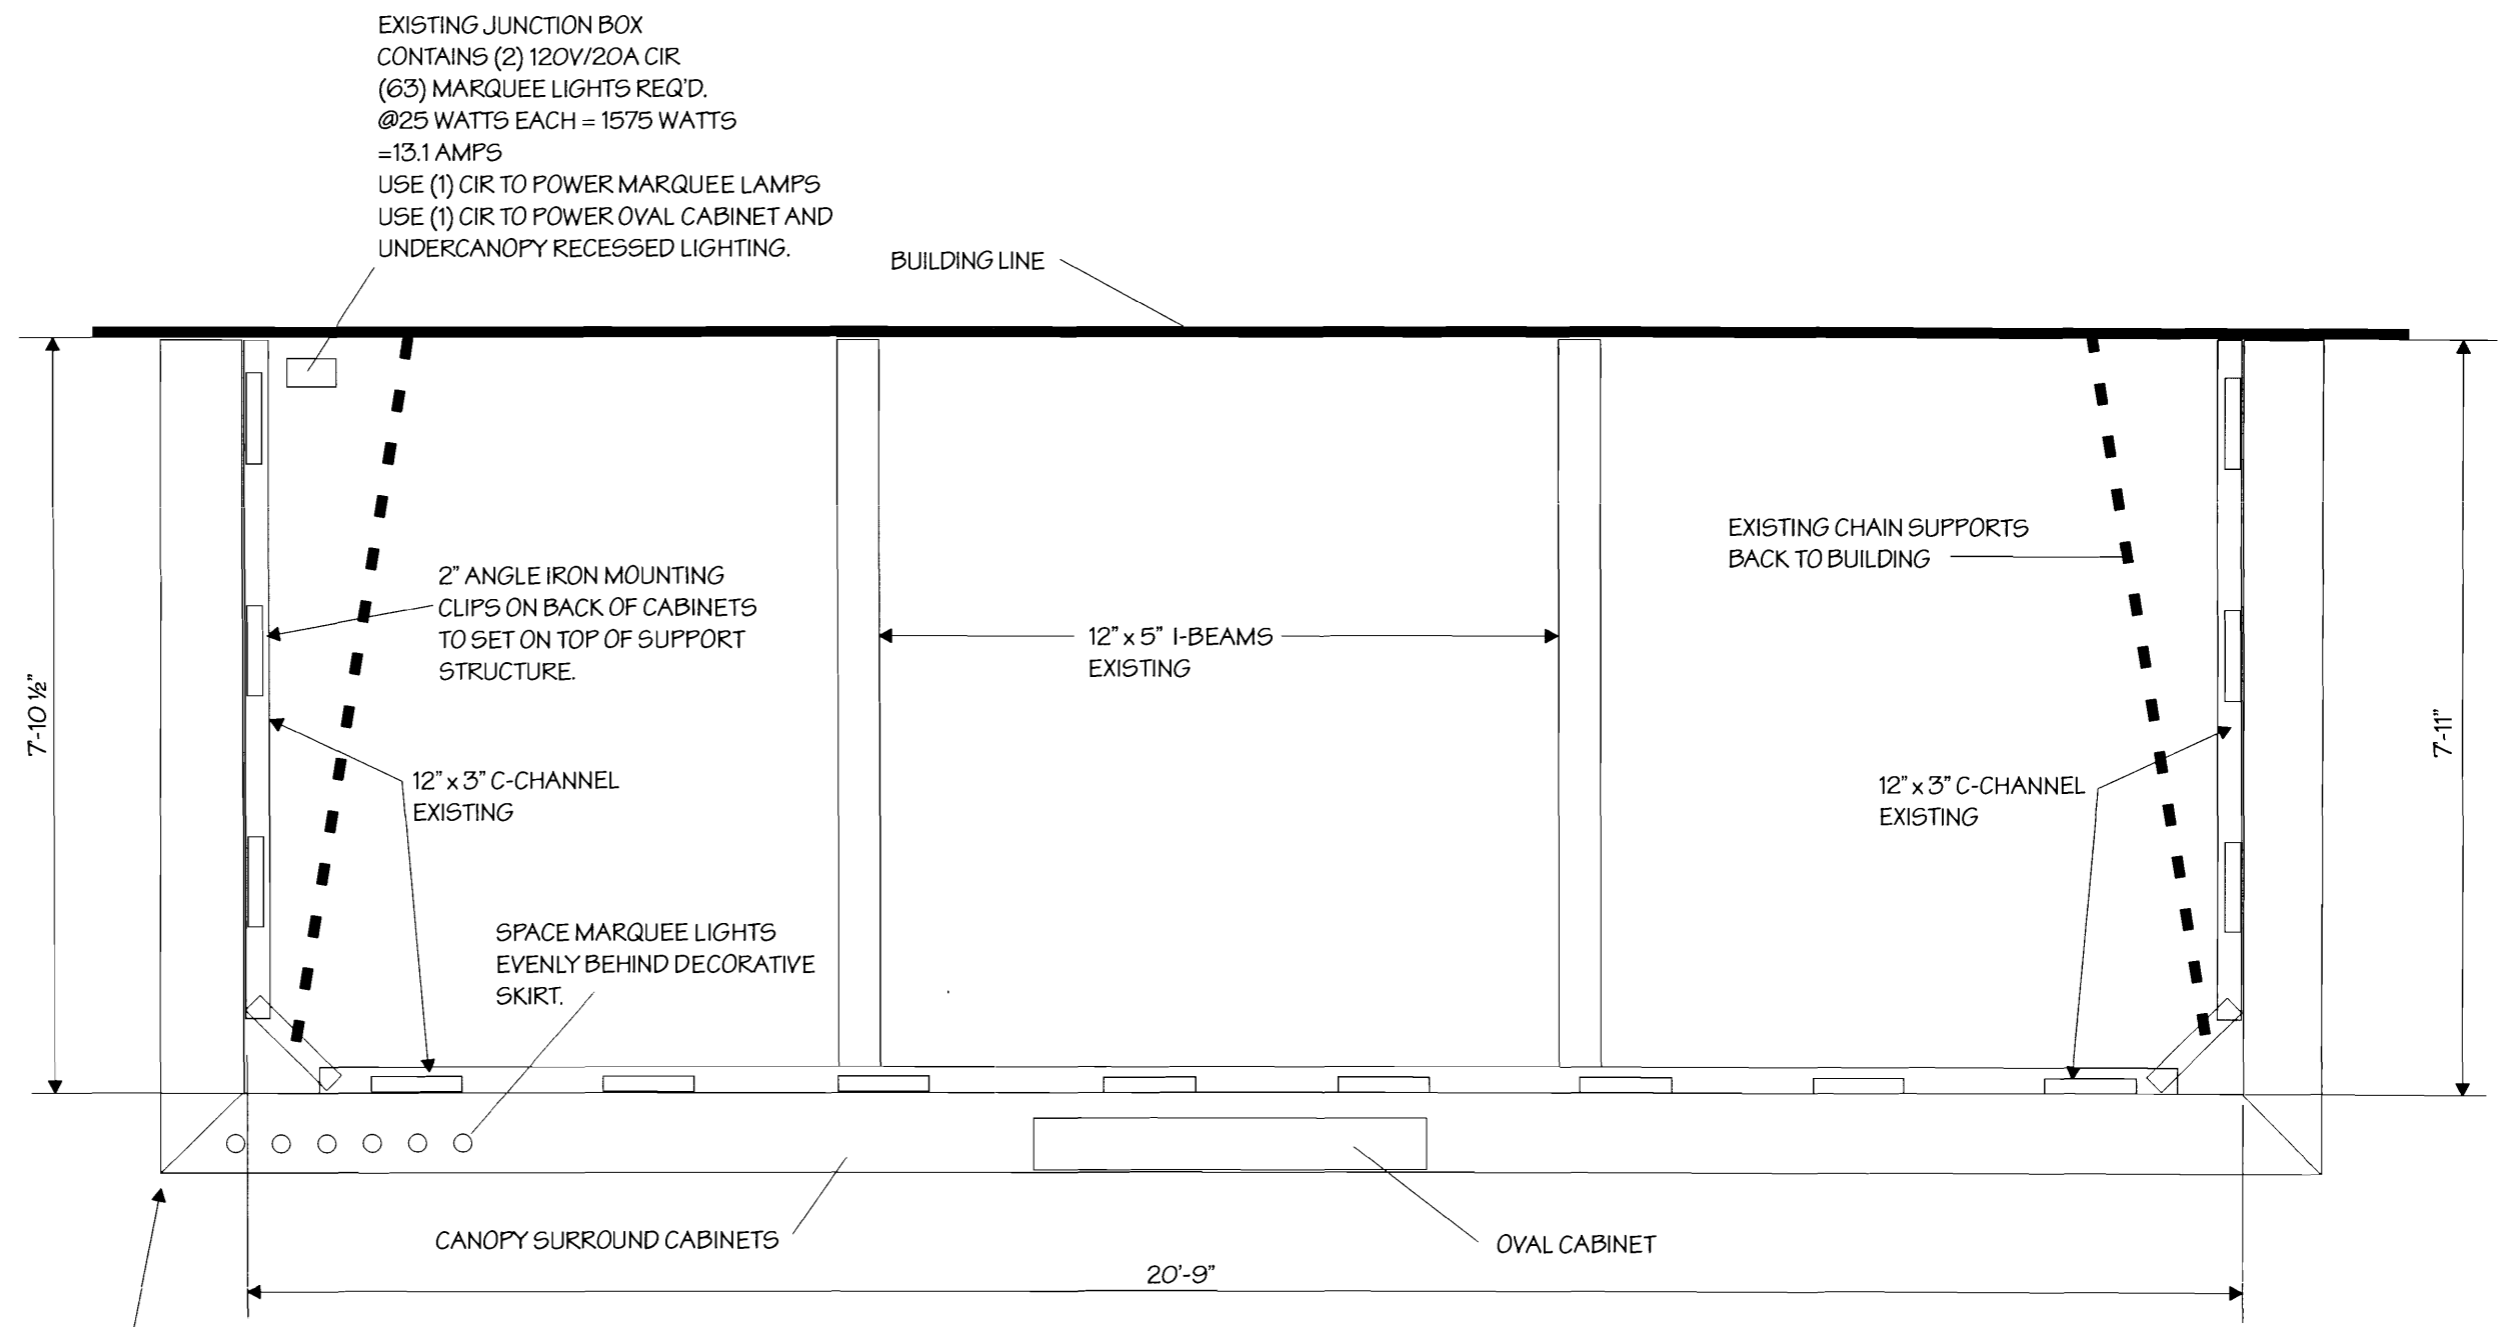 EXISTING JUNCTION BOX
CONTAINS (2) 120V/20A CIR
(63) MARQUEE LIGHTS REQ'D.
@25 WATTS EACH = 1575 WATTS
=13.1 AMPS
USE (1) CIR TO POWER MARQUEE LAMPS
USE (1) CIR TO POWER OVAL CABINET AND
UNDERCANOPY RECESSED LIGHTING.
BUILDING LINE
EXISTING CHAIN SUPPORTS
BACK TO BUILDING
2" ANGLE IRON MOUNTING
CLIPS ON BACK OF CABINETS
TO SET ON TOP OF SUPPORT
STRUCTURE.
12" x 5" I-BEAMS
EXISTING
7'-10 ½"
7'-11"
12" x 3" C-CHANNEL
EXISTING
12" x 3" C-CHANNEL
EXISTING
SPACE MARQUEE LIGHTS
EVENLY BEHIND DECORATIVE
SKIRT.
CANOPY SURROUND CABINETS
OVAL CABINET
20'-9"